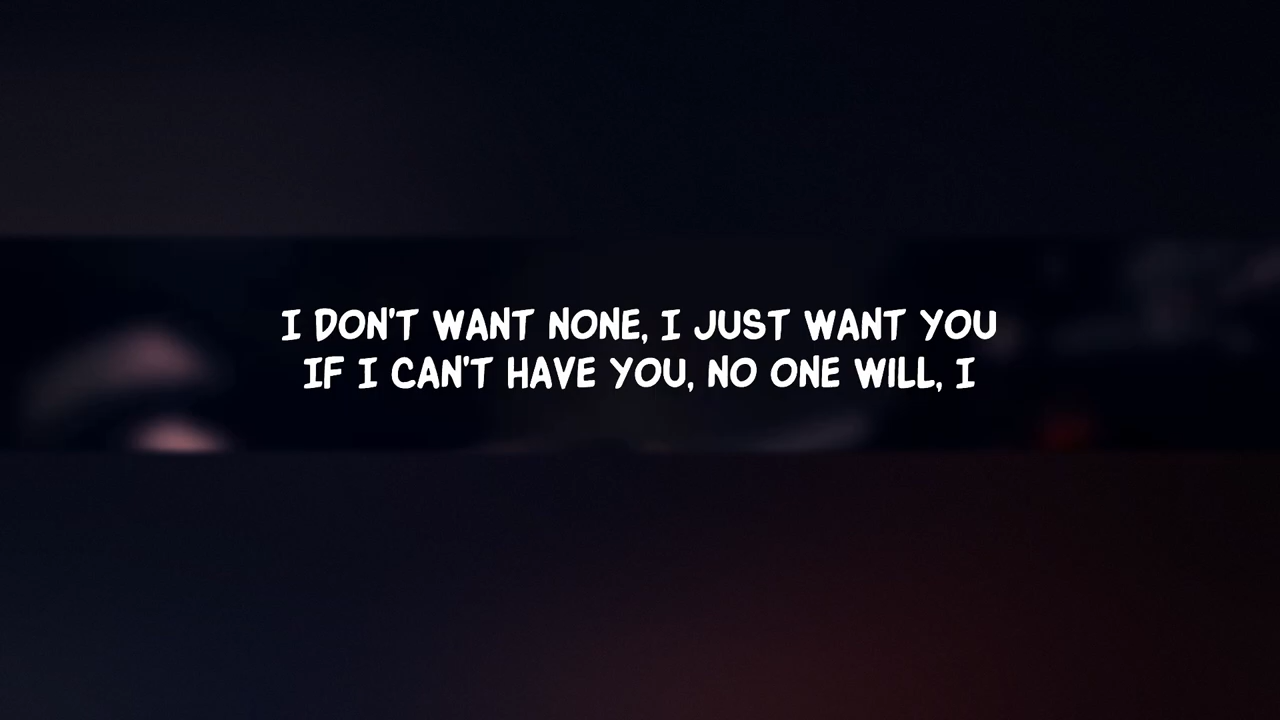 I DON'T WANT NONE, I JUST WANT YOU
IF I CAN'T HAVE YOU, NO ONE WILL, I